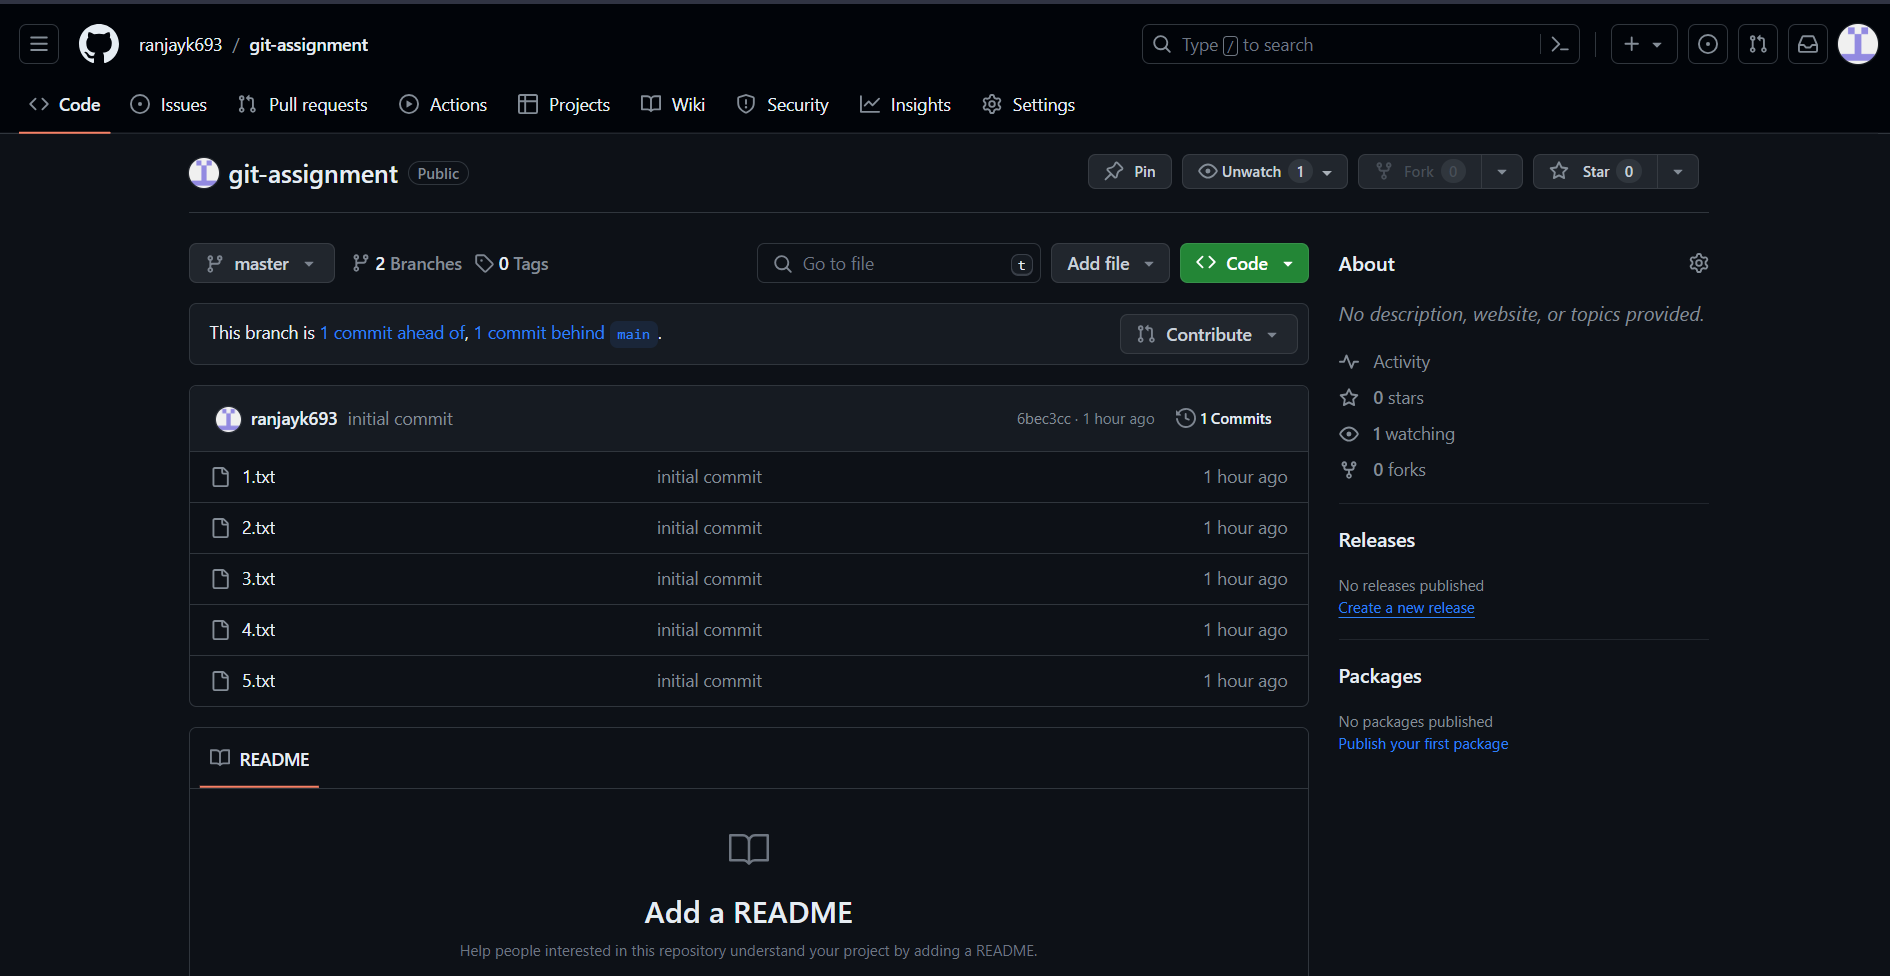 ranjayk693 / git-assignment
Type / to search
Code Issues Pull requests Actions Projects Wiki Security Insights Settings
git-assignment Public
Pin Unwatch 1 Fork 0 Star 0
master 2 Branches 0 Tags Go to file t Add file Code
This branch is 1 commit ahead of, 1 commit behind main .
Contribute
ranjayk693 initial commit 6bec3cc · 1 hour ago 1 Commits
1.txt initial commit 1 hour ago
2.txt initial commit 1 hour ago
3.txt initial commit 1 hour ago
4.txt initial commit 1 hour ago
5.txt initial commit 1 hour ago
README
Add a README
Help people interested in this repository understand your project by adding a README.
About
No description, website, or topics provided.
Activity
0 stars
1 watching
0 forks
Releases
No releases published
Create a new release
Packages
No packages published
Publish your first package